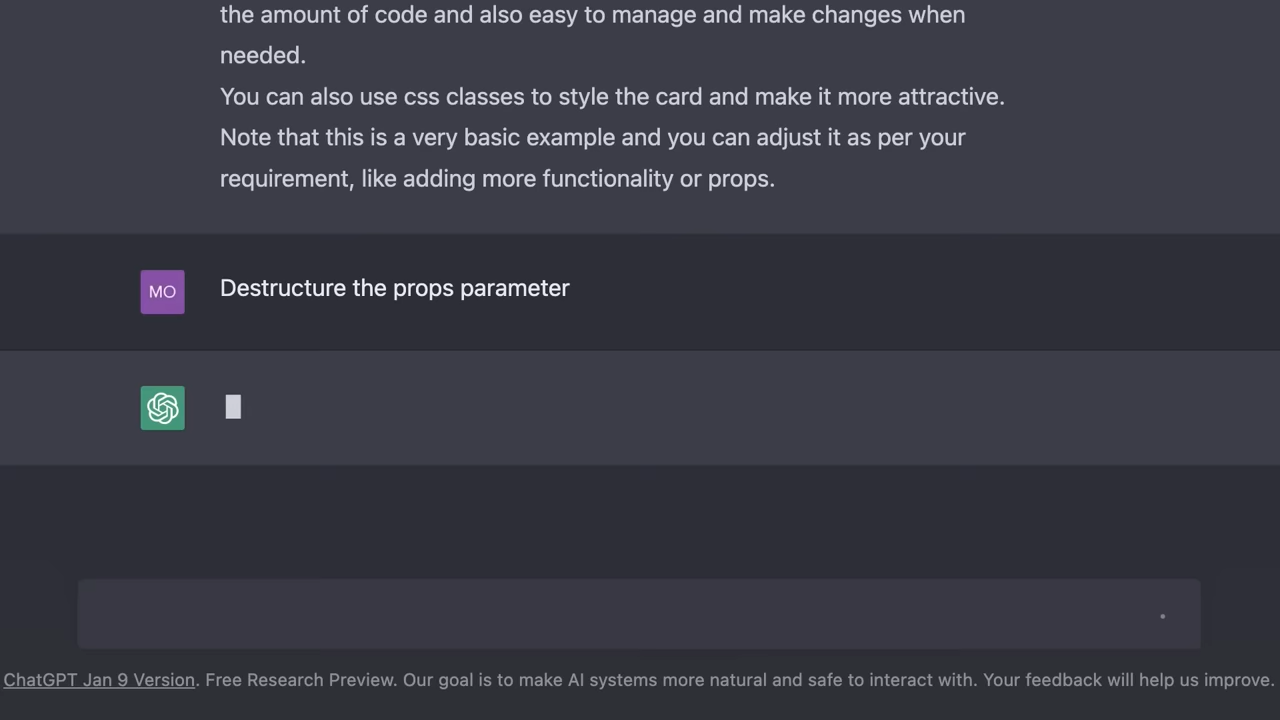 the amount of code and also easy to manage and make changes when
needed.
You can also use css classes to style the card and make it more attractive.
Note that this is a very basic example and you can adjust it as per your
requirement, like adding more functionality or props.
MO
Destructure the props parameter
ChatGPT Jan 9 Version. Free Research Preview. Our goal is to make AI systems more natural and safe to interact with. Your feedback will help us improve.